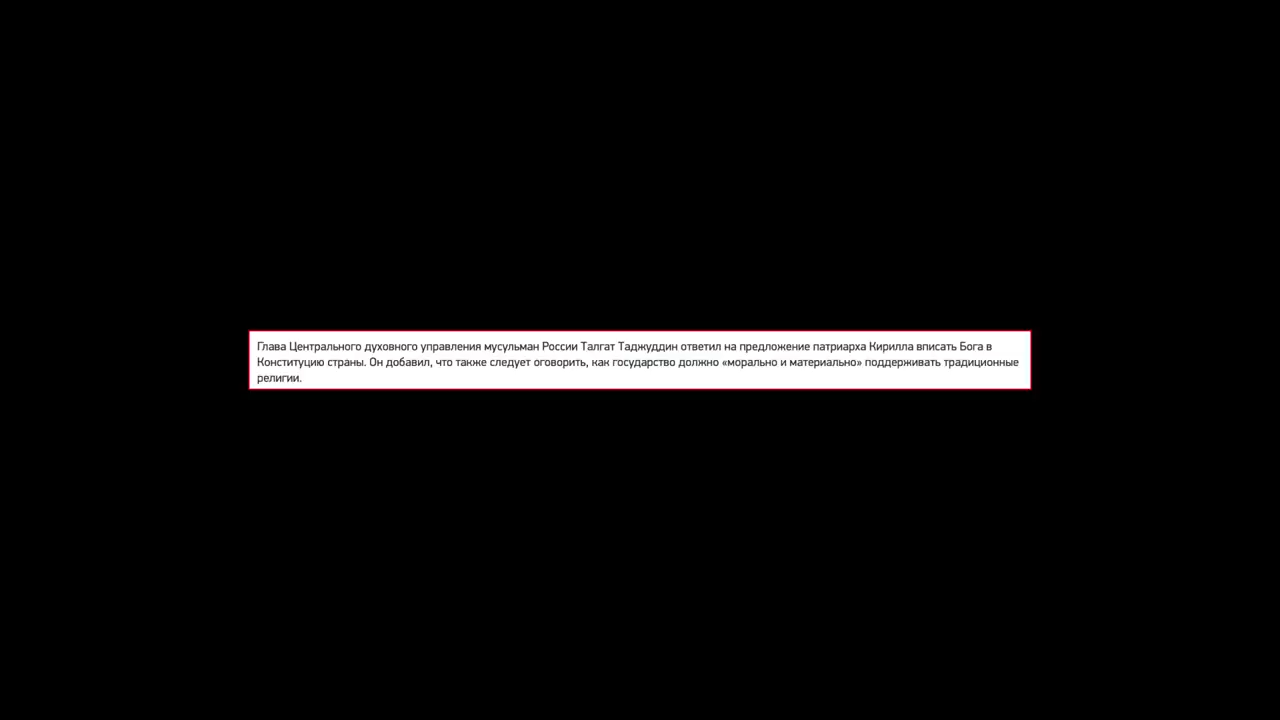 Глава Центрального духовного управления мусульман России Талгат Таджуддин ответил на предложение патриарха Кирилла вписать Бога в
Конституцию страны. Он добавил, что также следует оговорить, как государство должно «морально и материально» поддерживать традиционные
религии.